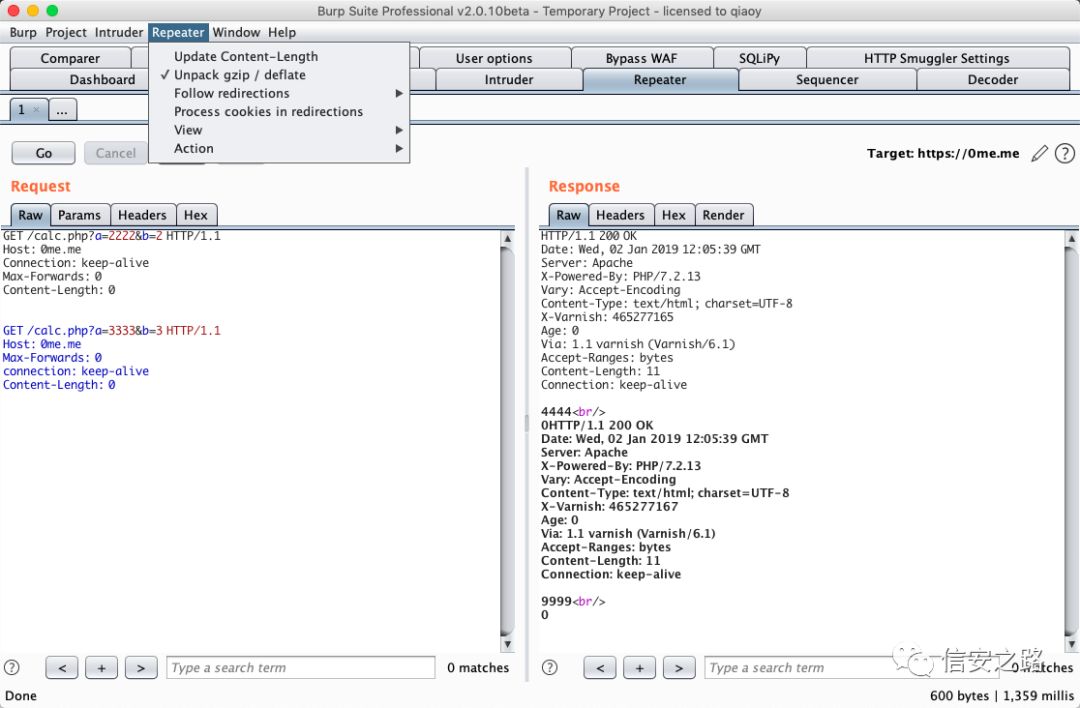 Burp Suite Professional v2.0.10beta - Temporary Project - licensed to qiaoy
Burp Project Intruder Repeater Window Help
Comparer User options Bypass WAF SQLiPy HTTP Smuggler Settings
Dashboard Intruder Repeater Sequencer Decoder
Update Content-Length
✓ Unpack gzip / deflate
Follow redirections
Process cookies in redirections
View
Action
1 × ...
Go Cancel Target: https://0me.me ?
Request
Raw Params Headers Hex
GET /calc.php?a=2222&b=2 HTTP/1.1
Host: 0me.me
Connection: keep-alive
Max-Forwards: 0
Content-Length: 0
GET /calc.php?a=3333&b=3 HTTP/1.1
Host: 0me.me
Max-Forwards: 0
connection: keep-alive
Content-Length: 0
? < + > Type a search term 0 matches
Response
Raw Headers Hex Render
HTTP/1.1 200 OK
Date: Wed, 02 Jan 2019 12:05:39 GMT
Server: Apache
X-Powered-By: PHP/7.2.13
Vary: Accept-Encoding
Content-Type: text/html; charset=UTF-8
X-Varnish: 465277165
Age: 0
Via: 1.1 varnish (Varnish/6.1)
Accept-Ranges: bytes
Content-Length: 11
Connection: keep-alive
4444<br/>
0HTTP/1.1 200 OK
Date: Wed, 02 Jan 2019 12:05:39 GMT
Server: Apache
X-Powered-By: PHP/7.2.13
Vary: Accept-Encoding
Content-Type: text/html; charset=UTF-8
X-Varnish: 465277167
Age: 0
Via: 1.1 varnish (Varnish/6.1)
Accept-Ranges: bytes
Content-Length: 11
Connection: keep-alive
9999<br/>
0
? < + > Type a search term 0 matches
信安之路
Done 600 bytes | 1,359 millis